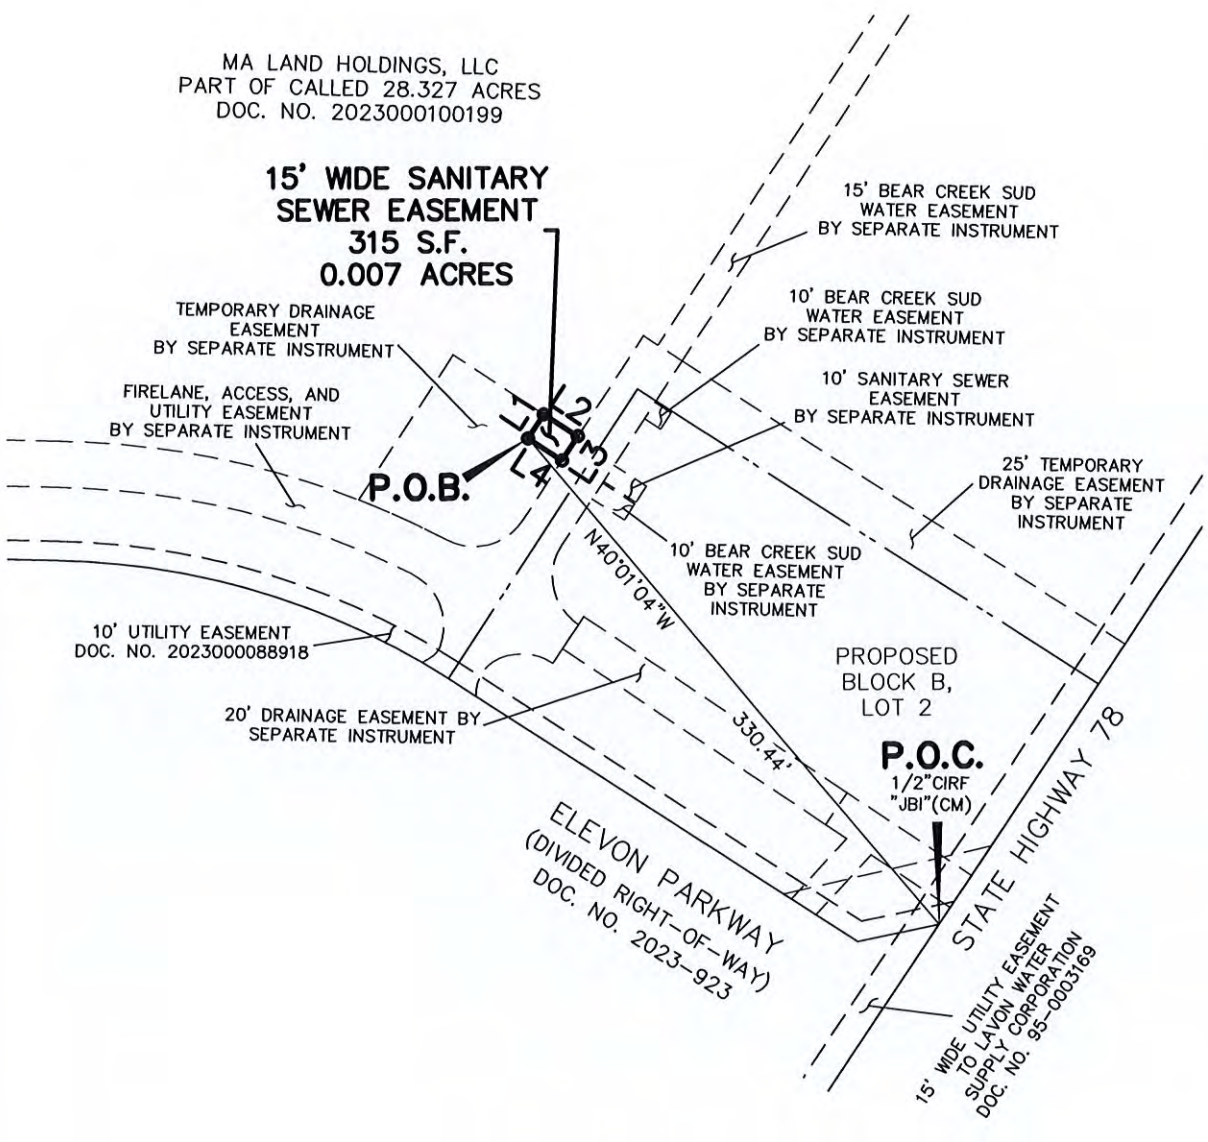 MA LAND HOLDINGS, LLC
PART OF CALLED 28.327 ACRES
DOC. NO. 2023000100199
15' WIDE SANITARY
SEWER EASEMENT
315 S.F.
0.007 ACRES
15' BEAR CREEK SUD
WATER EASEMENT
BY SEPARATE INSTRUMENT
TEMPORARY DRAINAGE
EASEMENT
BY SEPARATE INSTRUMENT
10' BEAR CREEK SUD
WATER EASEMENT
BY SEPARATE INSTRUMENT
FIRELANE, ACCESS, AND
UTILITY EASEMENT
BY SEPARATE INSTRUMENT
10' SANITARY SEWER
EASEMENT
BY SEPARATE INSTRUMENT
L1
L2
L3
L4
P.O.B.
25' TEMPORARY
DRAINAGE EASEMENT
BY SEPARATE
INSTRUMENT
N40°01'04"W
330.44'
10' BEAR CREEK SUD
WATER EASEMENT
BY SEPARATE
INSTRUMENT
10' UTILITY EASEMENT
DOC. NO. 2023000088918
20' DRAINAGE EASEMENT BY
SEPARATE INSTRUMENT
PROPOSED
BLOCK B,
LOT 2
P.O.C.
1/2"CIRF
"JBI"(CM)
ELEVON PARKWAY
(DIVIDED RIGHT-OF-WAY)
DOC. NO. 2023-923
STATE HIGHWAY 78
15' WIDE UTILITY EASEMENT
TO LAVON WATER
SUPPLY CORPORATION
DOC. NO. 95-0003169